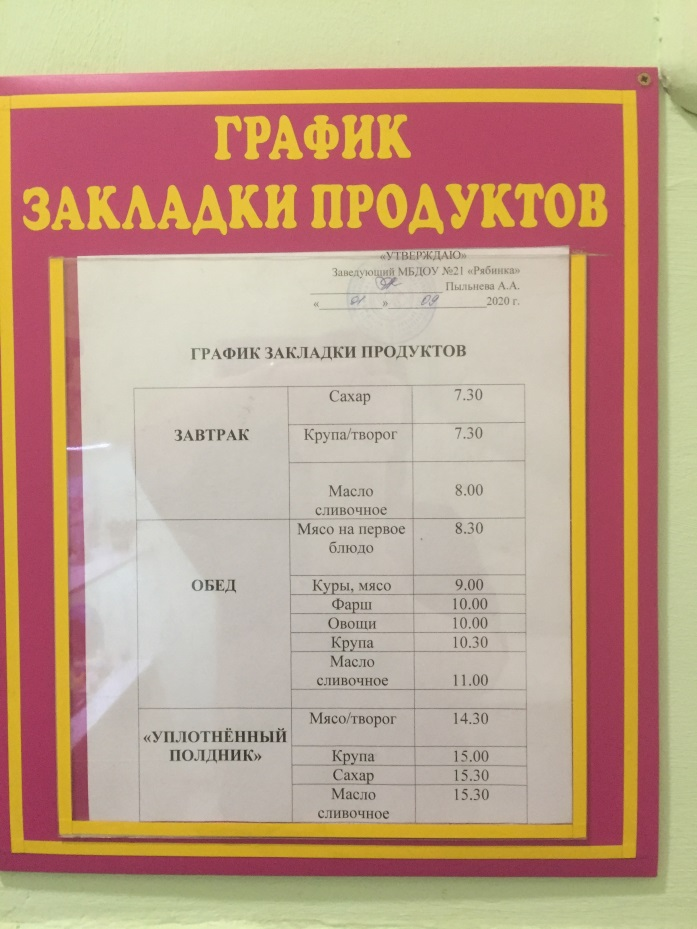 ГРАФИК
ЗАКЛАДКИ ПРОДУКТОВ
«УТВЕРЖДАЮ»
Заведующий МБДОУ №21 «Рябинка»
Пыльнева А.А.
« 01 » 09 2020 г.
ГРАФИК ЗАКЛАДКИ ПРОДУКТОВ
ЗАВТРАК
Сахар 7.30
Крупа/творог 7.30
Масло
сливочное 8.00
ОБЕД
Мясо на первое 8.30
блюдо
Куры, мясо 9.00
Фарш 10.00
Овощи 10.00
Крупа 10.30
Масло
сливочное 11.00
«УПЛОТНЁННЫЙ
ПОЛДНИК»
Мясо/творог 14.30
Крупа 15.00
Сахар 15.30
Масло 15.30
сливочное